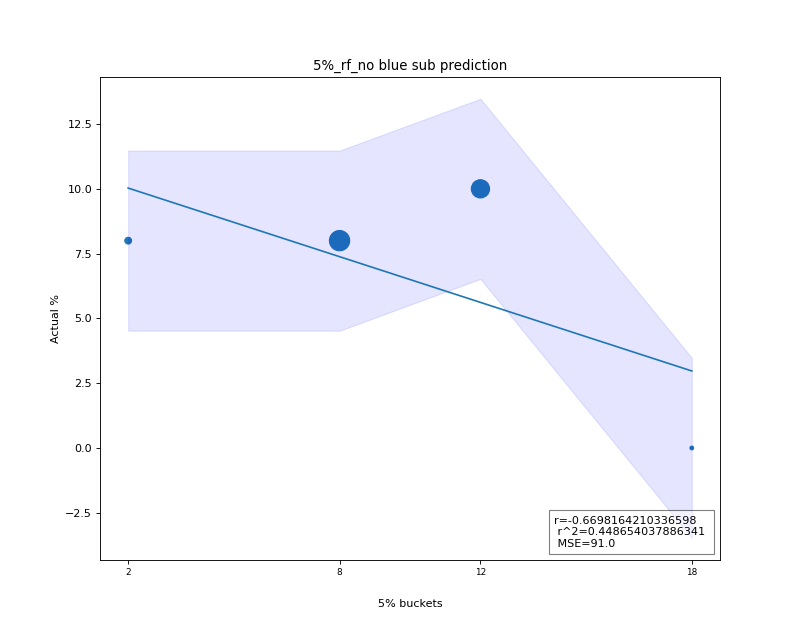 5%_rf_no blue sub prediction
12.5
10.0
7.5
5.0
2.5
0.0
−2.5
Actual %
r=-0.6698164210336598
r^2=0.448654037886341
MSE=91.0
2 8 12 18
5% buckets